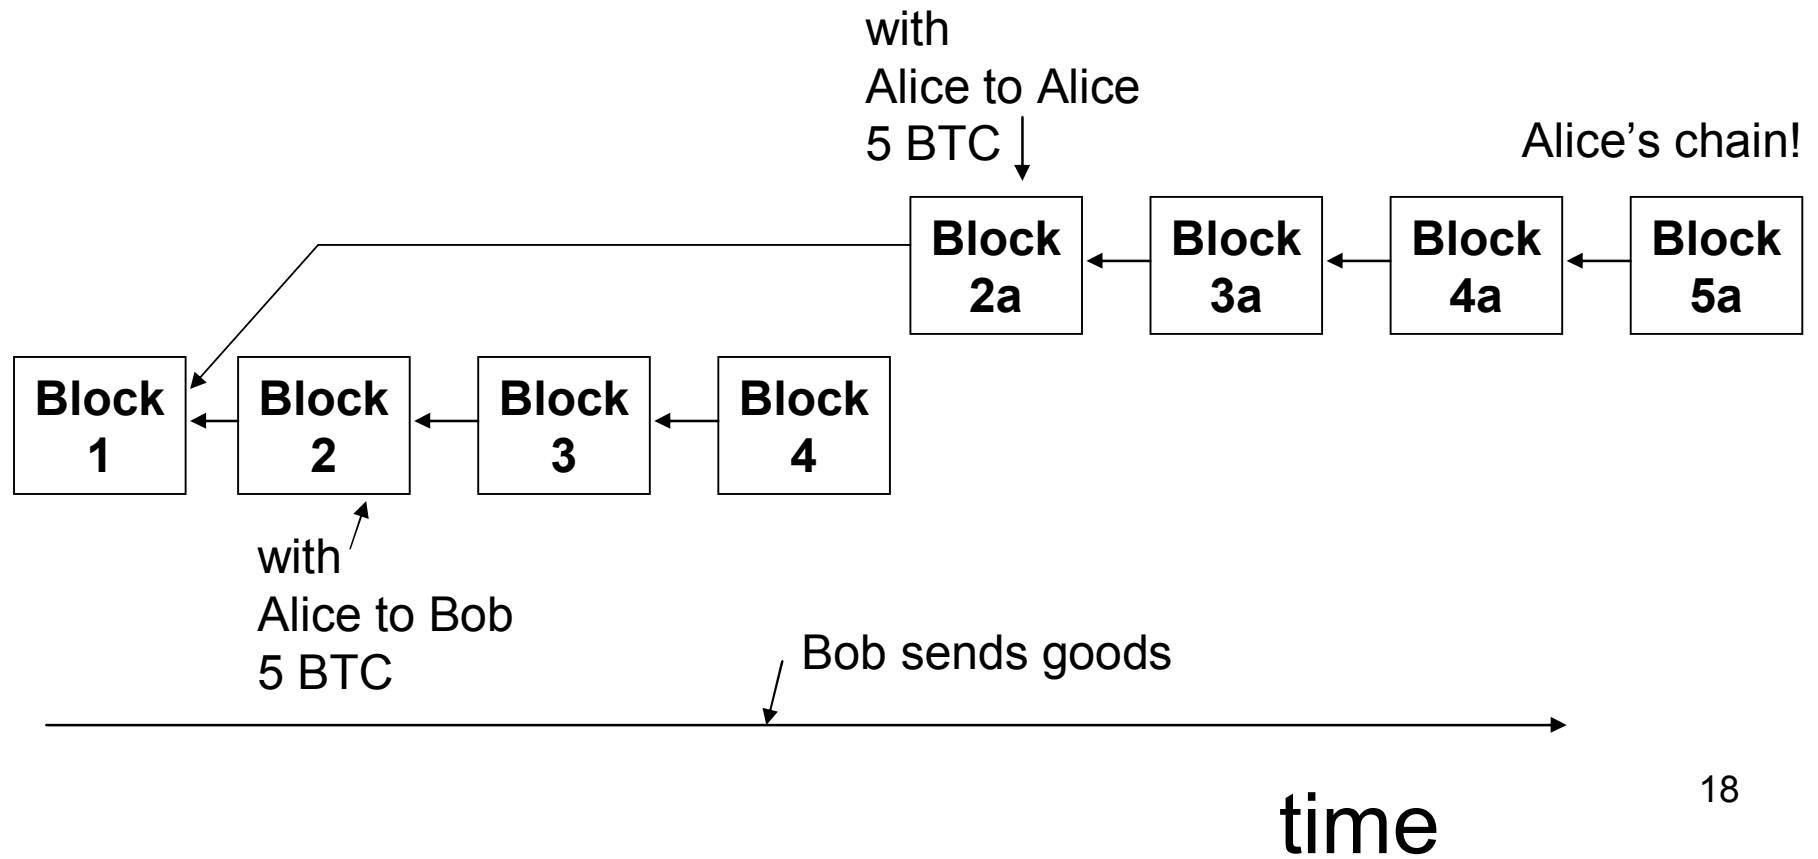 with
Alice to Alice
5 BTC
Alice’s chain!
Block
2a
Block
3a
Block
4a
Block
5a
Block
1
Block
2
Block
3
Block
4
with
Alice to Bob
5 BTC
Bob sends goods
time
18